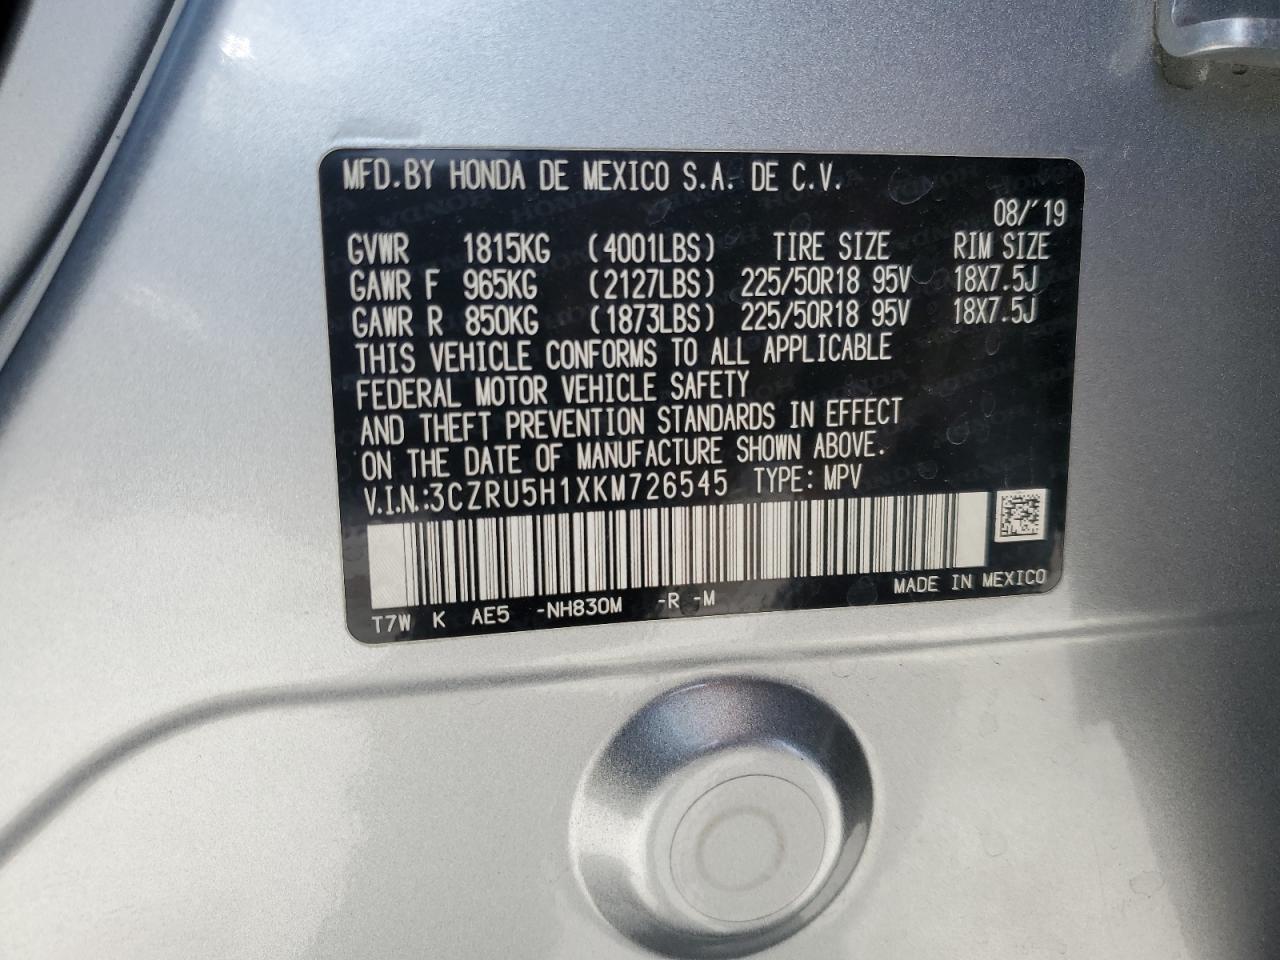 MFD.BY HONDA DE MEXICO S.A. DE C.V.
08/'19
GVWR 1815KG (4001LBS) TIRE SIZE RIM SIZE
GAWR F 965KG (2127LBS) 225/50R18 95V 18X7.5J
GAWR R 850KG (1873LBS) 225/50R18 95V 18X7.5J
THIS VEHICLE CONFORMS TO ALL APPLICABLE
FEDERAL MOTOR VEHICLE SAFETY
AND THEFT PREVENTION STANDARDS IN EFFECT
ON THE DATE OF MANUFACTURE SHOWN ABOVE.
V.I.N.:3CZRU5H1XKM726545 TYPE: MPV
T7W K AE5 -NH830M -R -M MADE IN MEXICO